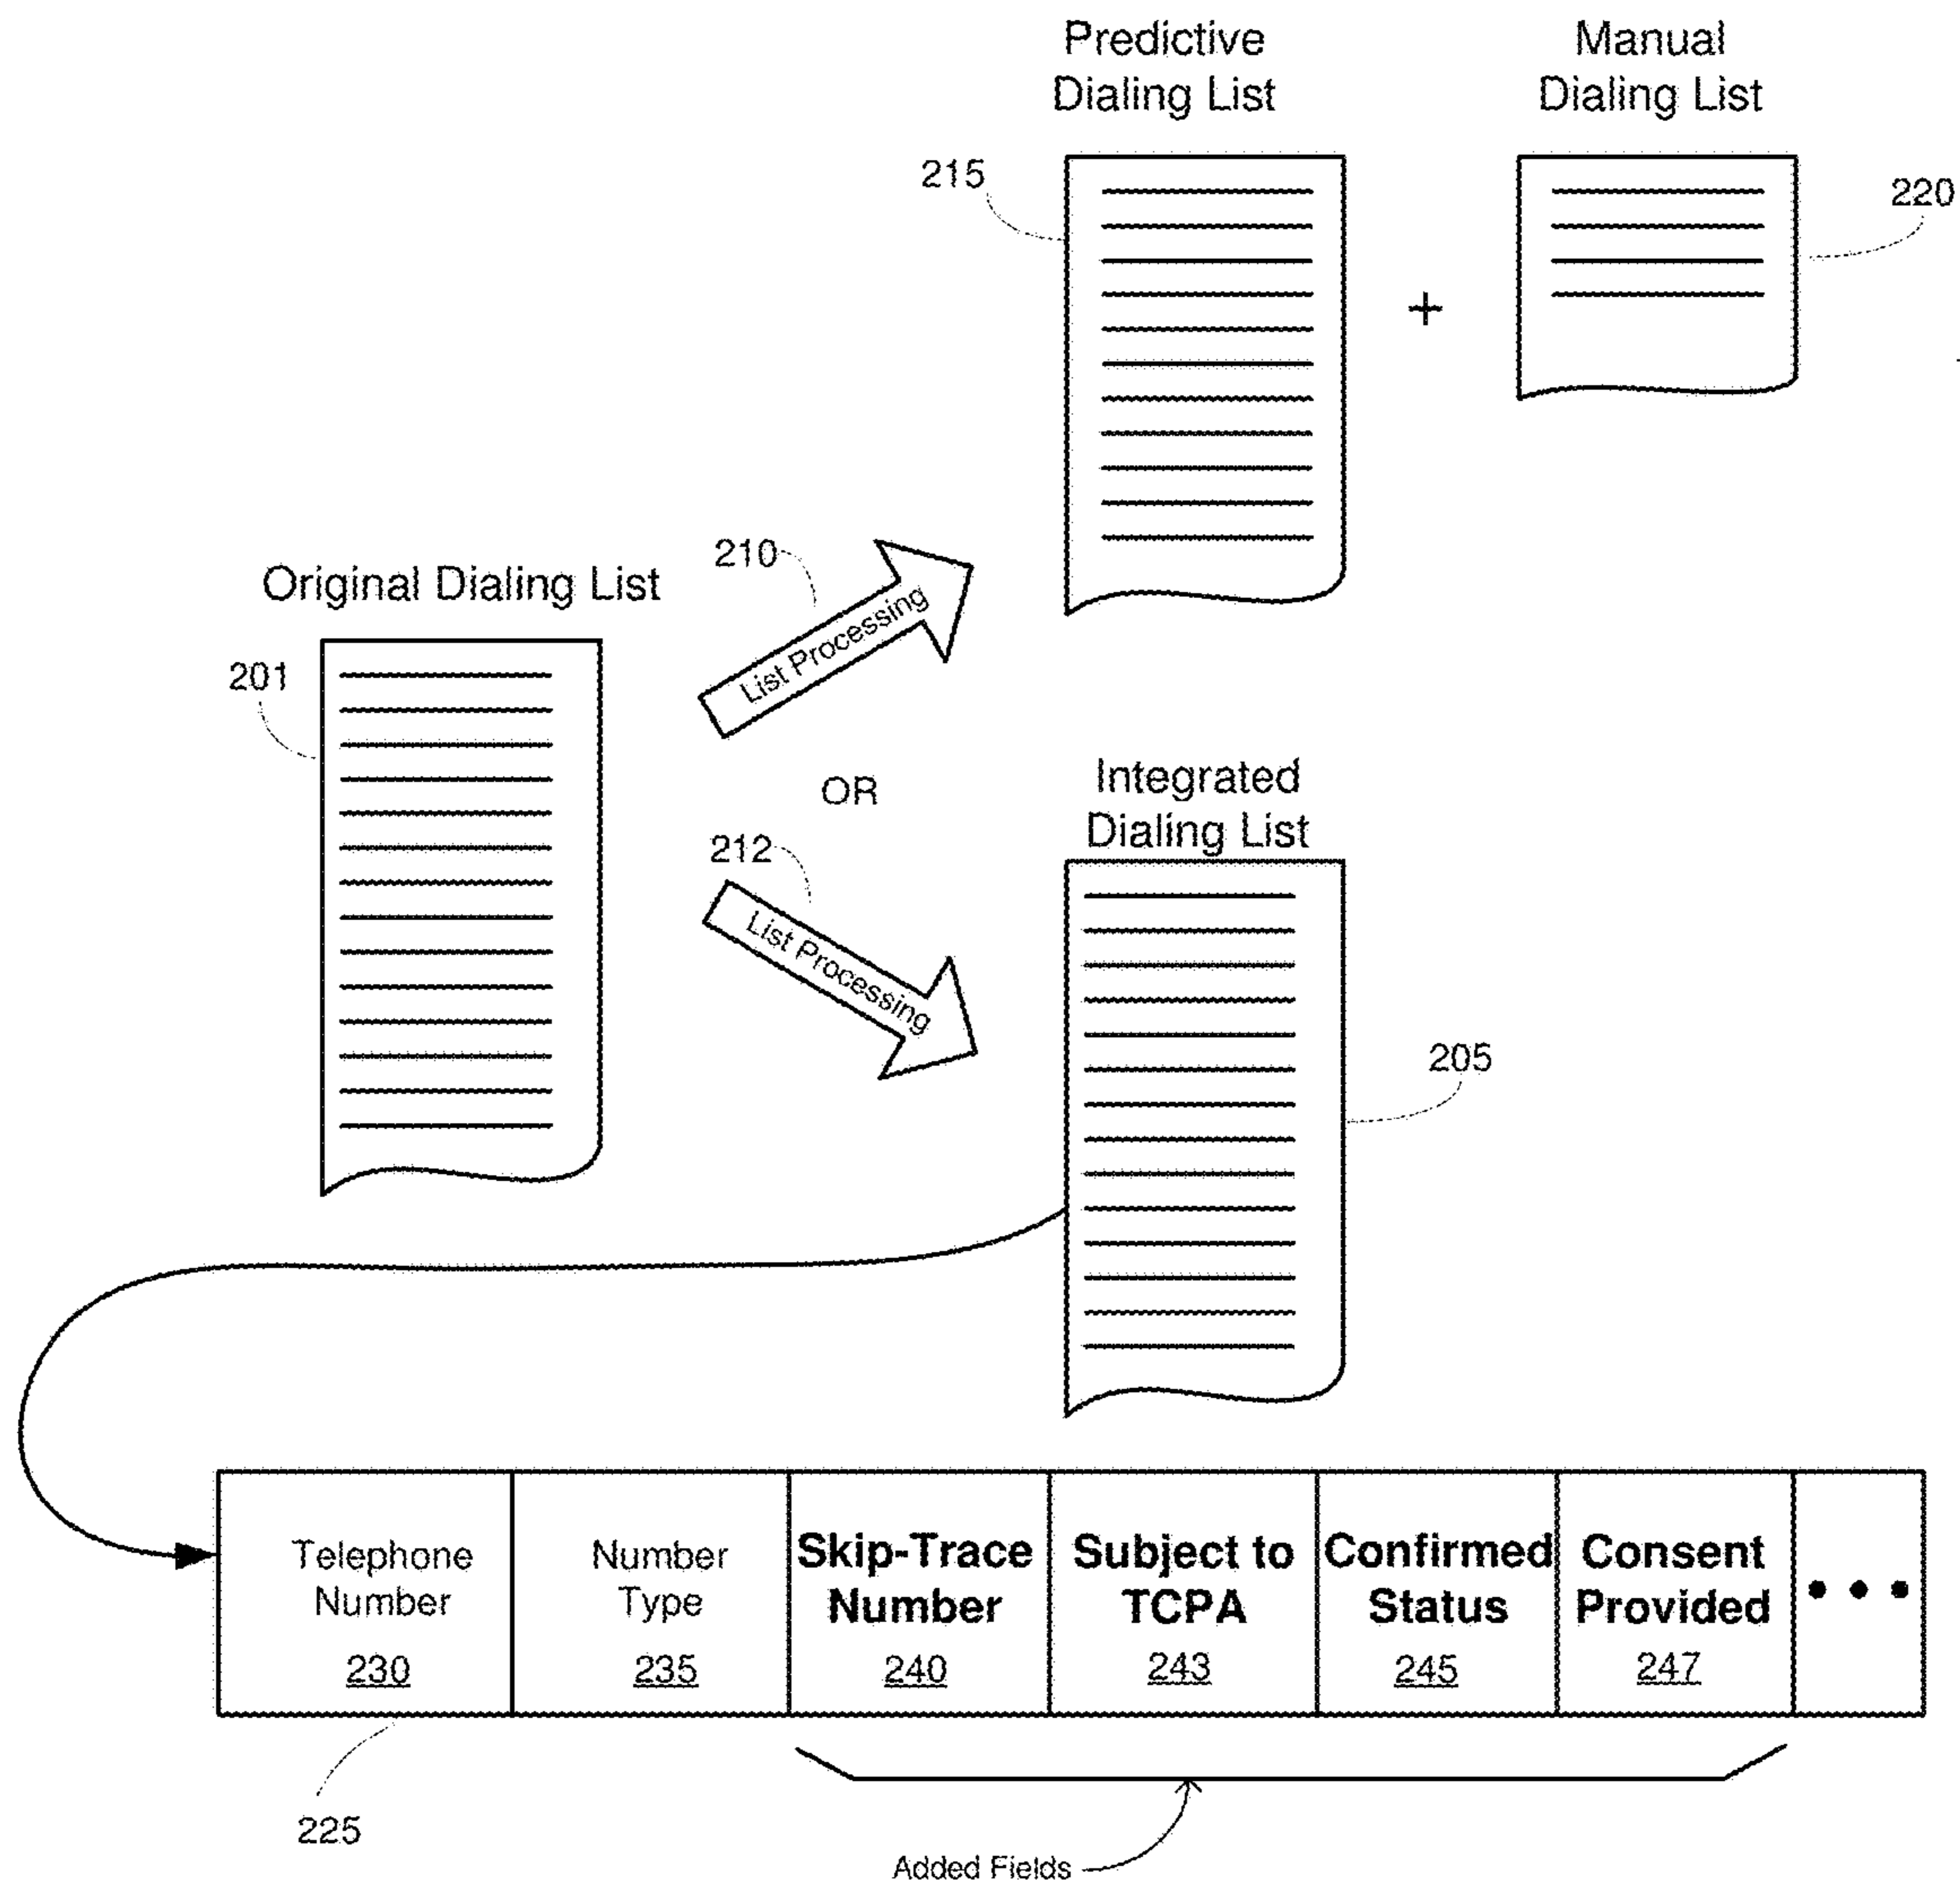 Predictive
Dialing List
Manual
Dialing List
215
220
+
210
List Processing
Original Dialing List
201
OR
Integrated
Dialing List
212
List Processing
205
Telephone
Number
230
Number
Type
235
Skip-Trace
Number
240
Subject to
TCPA
243
Confirmed
Status
245
Consent
Provided
247
• • •
225
Added Fields